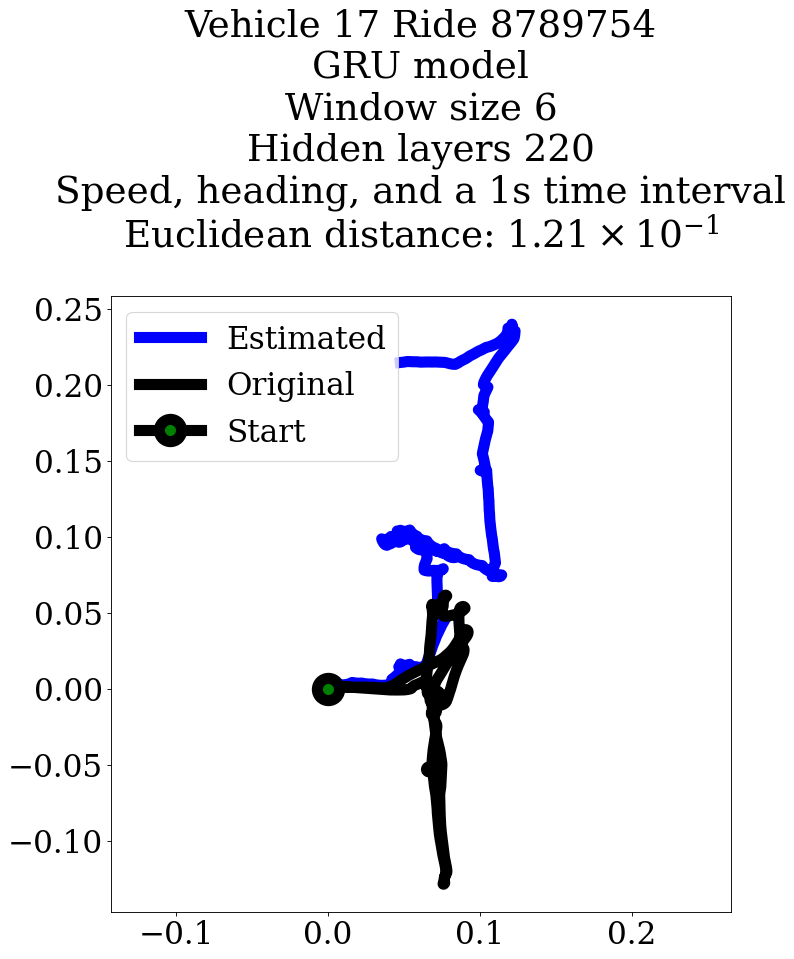 Vehicle 17 Ride 8789754
GRU model
Window size 6
Hidden layers 220
Speed, heading, and a 1s time interval
Euclidean distance: 1.21 × 10⁻¹
0.25
0.20
0.15
0.10
0.05
0.00
−0.05
−0.10
Estimated
Original
Start
−0.1
0.0
0.1
0.2